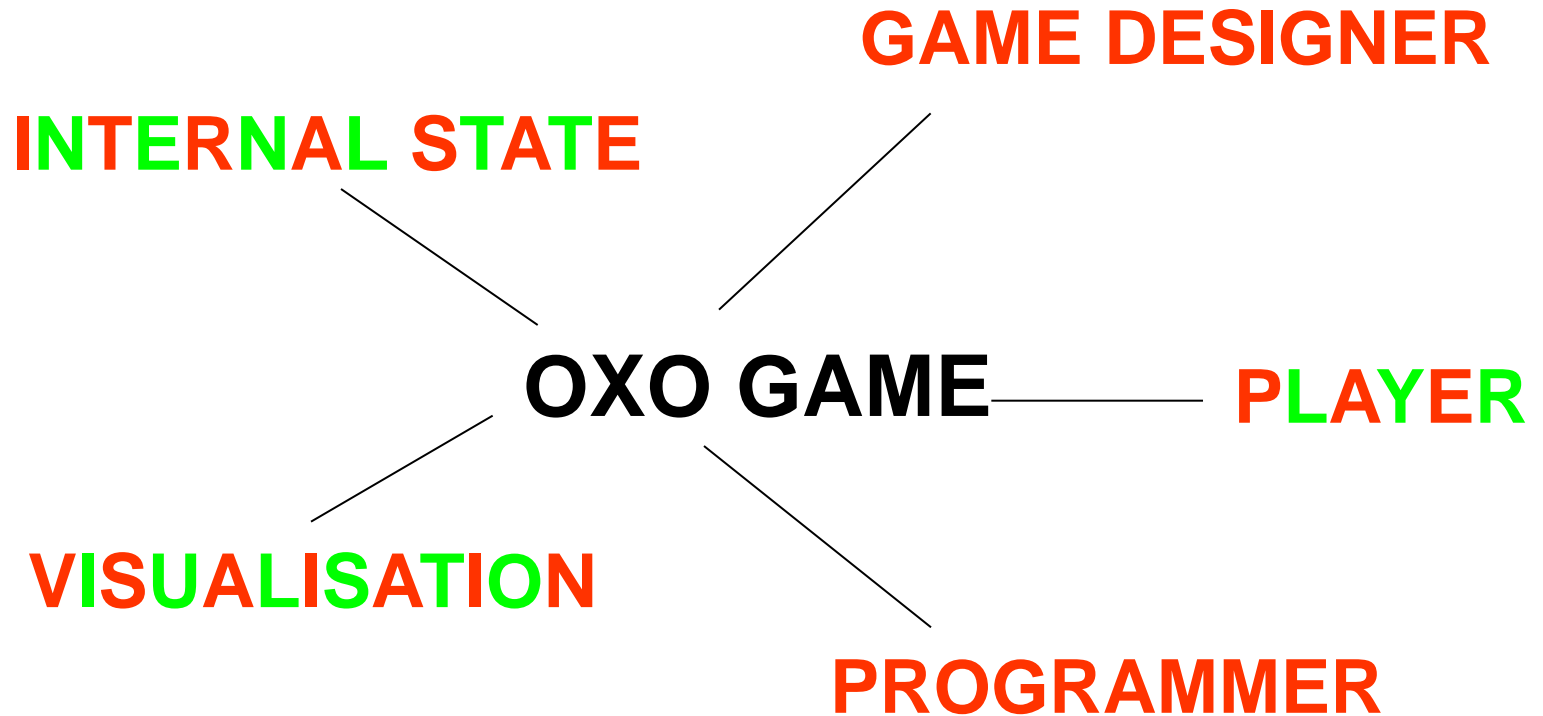 GAME DESIGNER
INTERNAL STATE
OXO GAME
PLAYER
VISUALISATION
PROGRAMMER